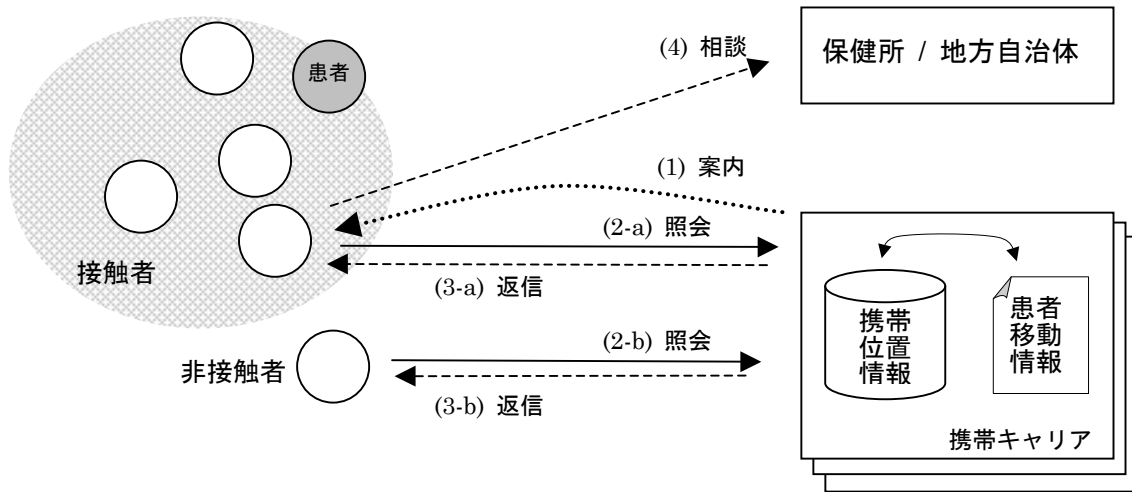 (4) 相談
保健所 / 地方自治体
患者
(1) 案内
(2-a) 照会
接触者
(3-a) 返信
携帯
位置
情報
患者
移動
情報
(2-b) 照会
非接触者
(3-b) 返信
携帯キャリア